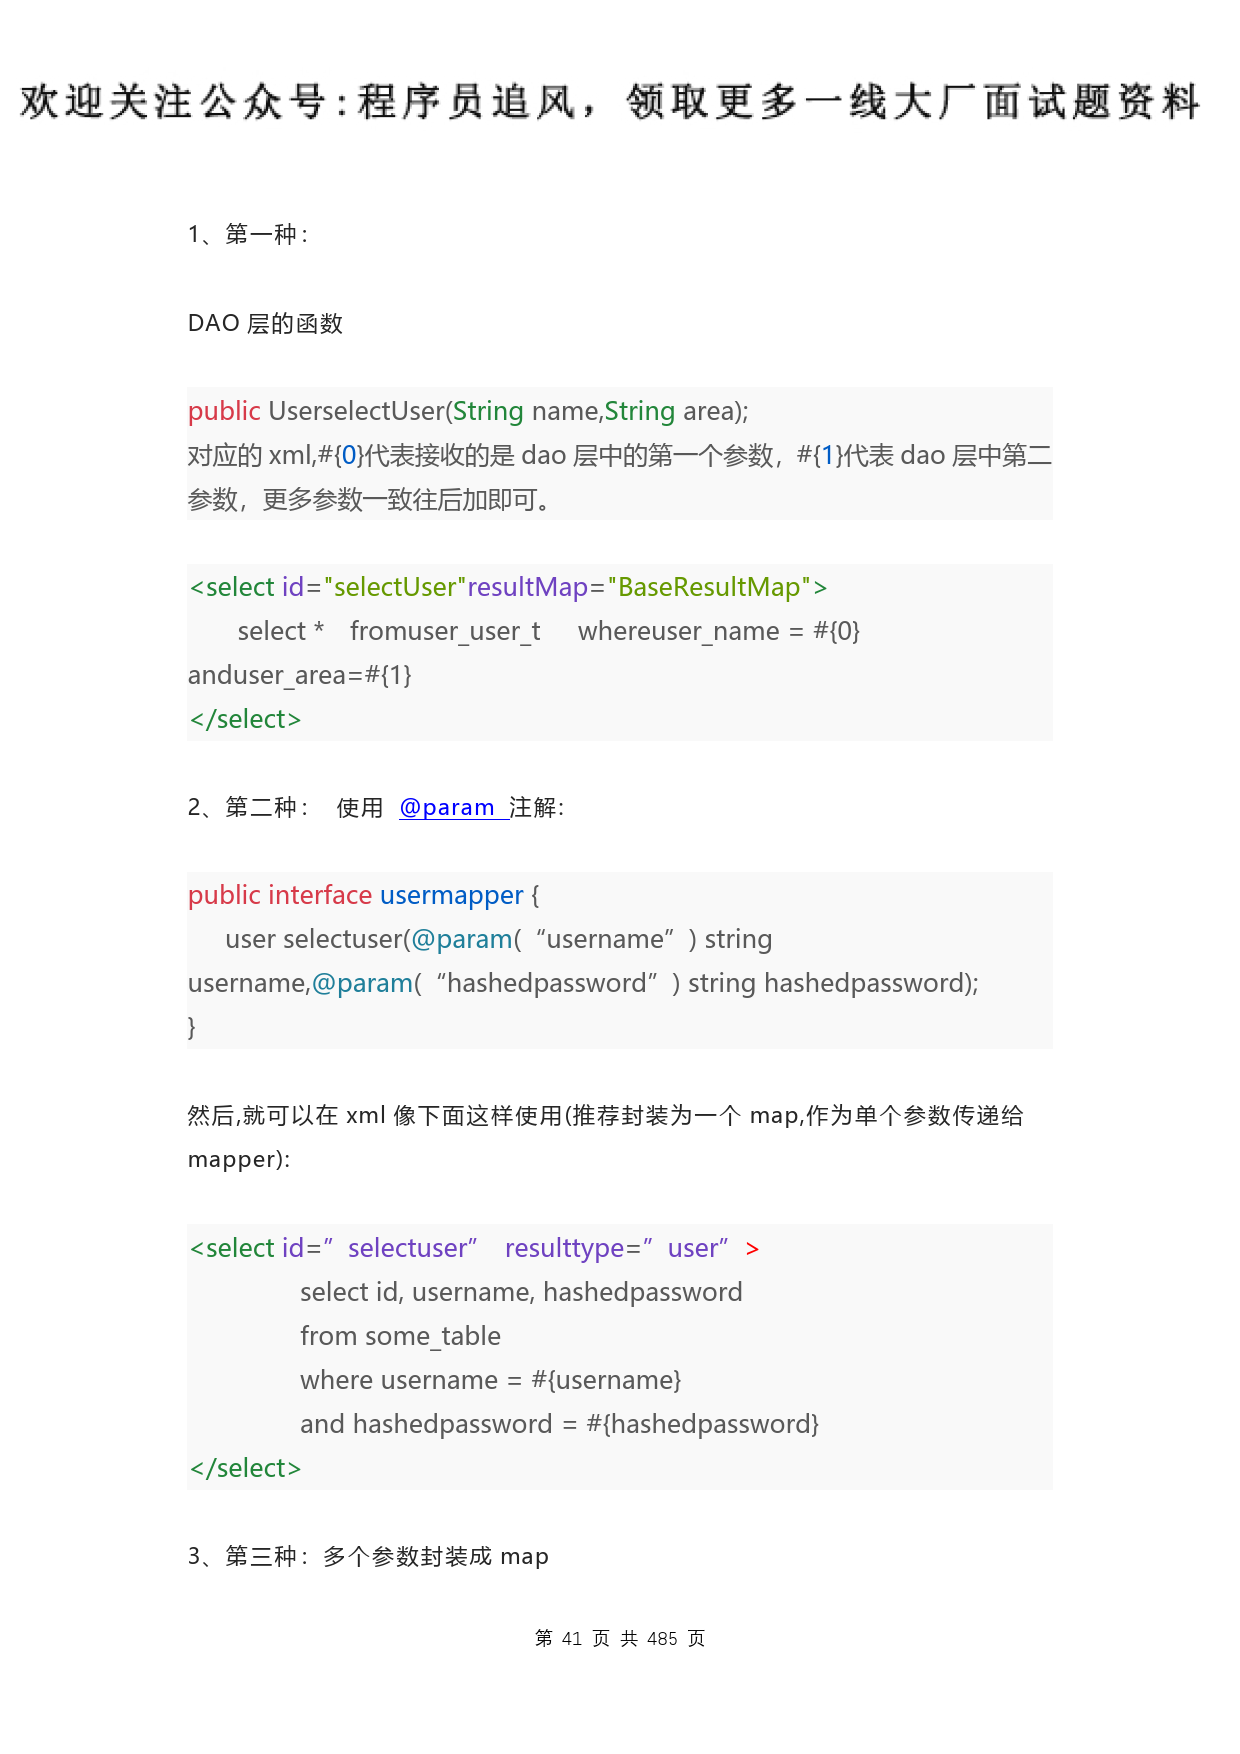 欢迎关注公众号:程序员追风，领取更多一线大厂面试题资料
1、第一种：
DAO 层的函数
public UserselectUser(String name,String area);
对应的 xml,#{0}代表接收的是 dao 层中的第一个参数，#{1}代表 dao 层中第二
参数，更多参数一致往后加即可。
<select id="selectUser"resultMap="BaseResultMap">
select * fromuser_user_t whereuser_name = #{0}
anduser_area=#{1}
</select>
2、第二种： 使用 @param 注解:
public interface usermapper {
user selectuser(@param(“username”) string
username,@param(“hashedpassword”) string hashedpassword);
}
然后,就可以在 xml 像下面这样使用(推荐封装为一个 map,作为单个参数传递给
mapper):
<select id=”selectuser” resulttype=”user”>
select id, username, hashedpassword
from some_table
where username = #{username}
and hashedpassword = #{hashedpassword}
</select>
3、第三种：多个参数封装成 map
第 41 页 共 485 页